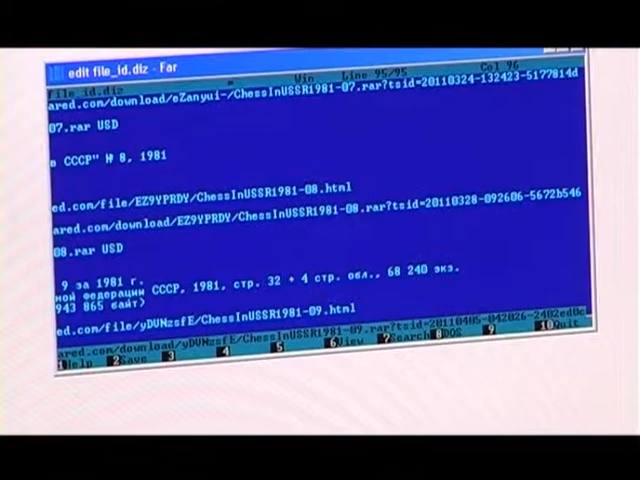 edit file_id.diz - Far
file_id.diz = Win Line 95/95 Col 96
ared.com/download/eZanyui-/ChessInUSSR1981-07.rar?tsid=20110324-132423-5177814d
07.rar USD
в СССР" № 8, 1981
ed.com/file/EZ9YPRDY/ChessInUSSR1981-08.html
ared.com/download/EZ9YPRDY/ChessInUSSR1981-08.rar?tsid=20110328-092606-5672b546
08.rar USD
9 за 1981 г.
ной федерации СССР, 1981, стр. 32 + 4 стр. обл., 68 240 экз.
943 865 байт)
ed.com/file/yDUNzsfE/ChessInUSSR1981-09.html
ared.com/download/yDUNzsfE/ChessInUSSR1981-09.rar?tsid=20110405-042026-2402ed0c
1Help 2Save 3 4 5 6View 7Search 8DOS 9 10Quit